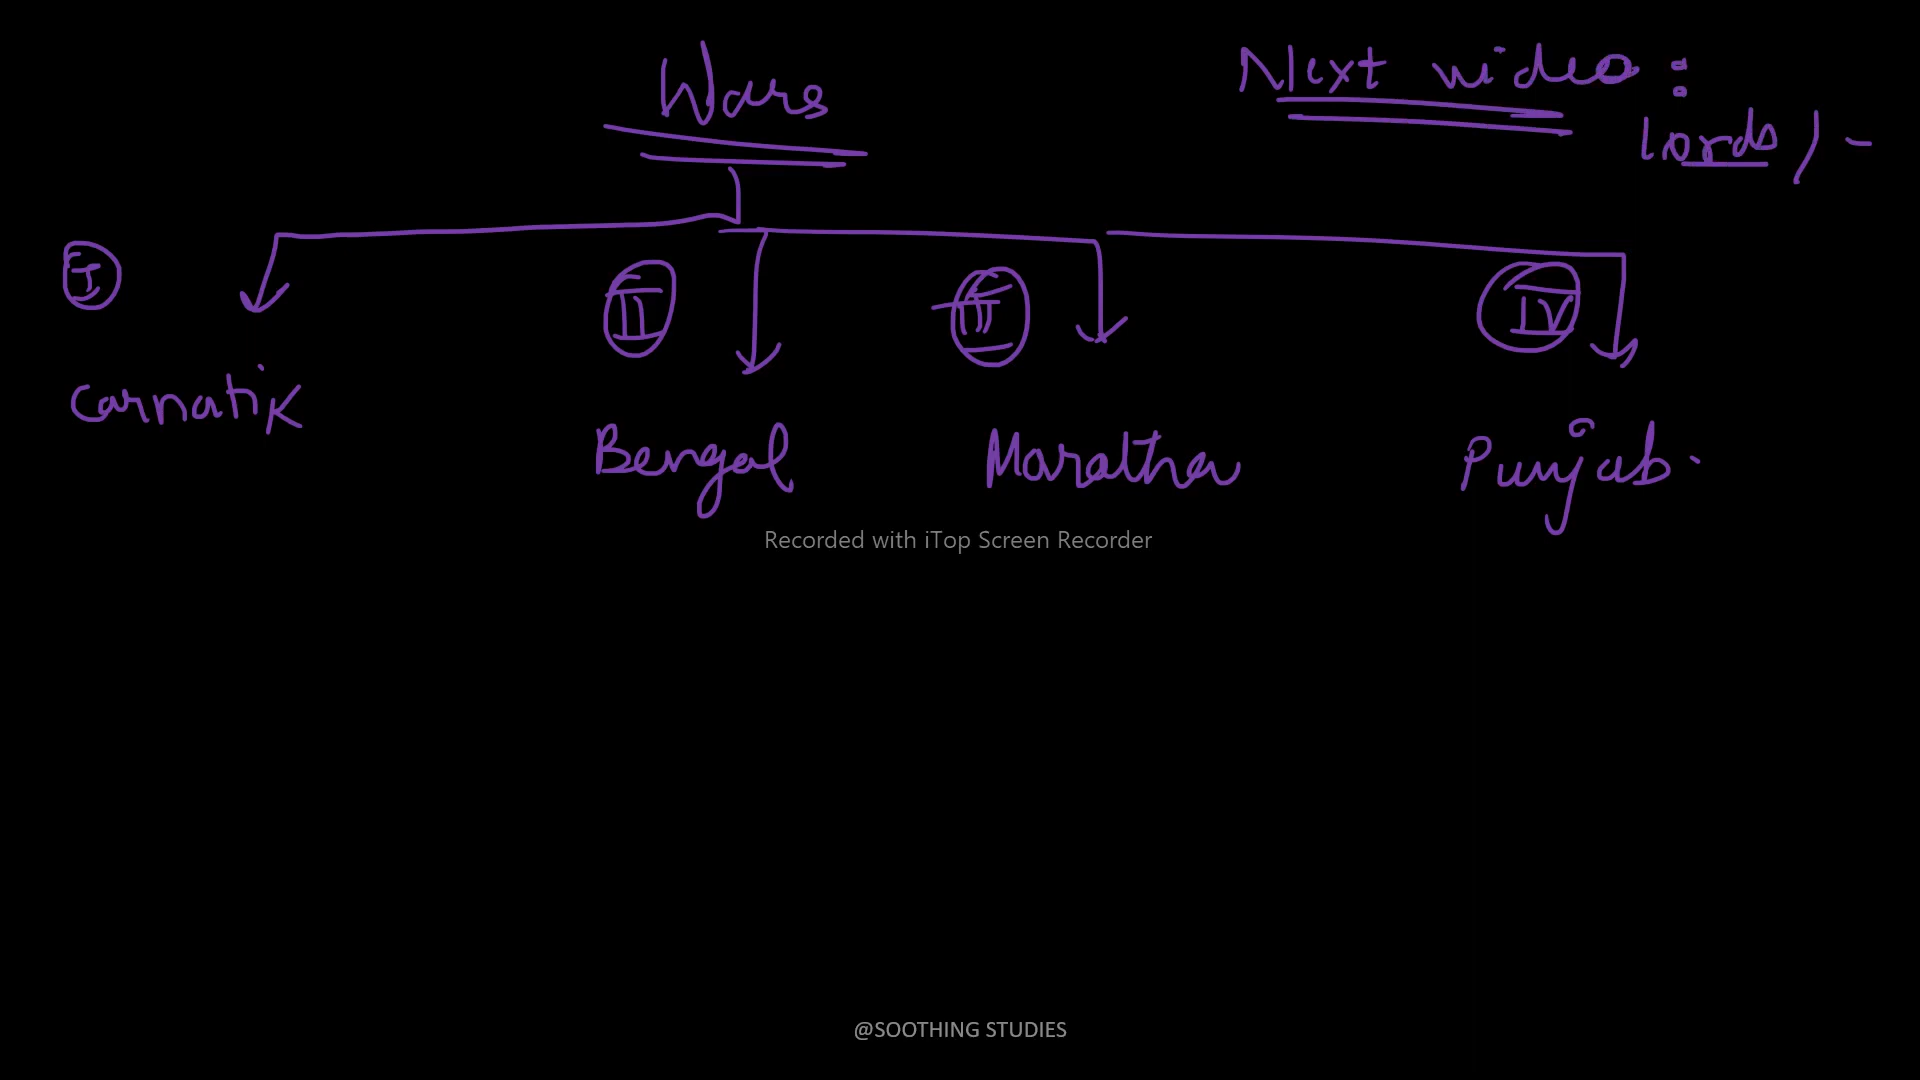 Wars
Next video :
lords / -
I
II
III
IV
Carnatik
Bengal
Maratha
Punjab.
Recorded with iTop Screen Recorder
@SOOTHING STUDIES